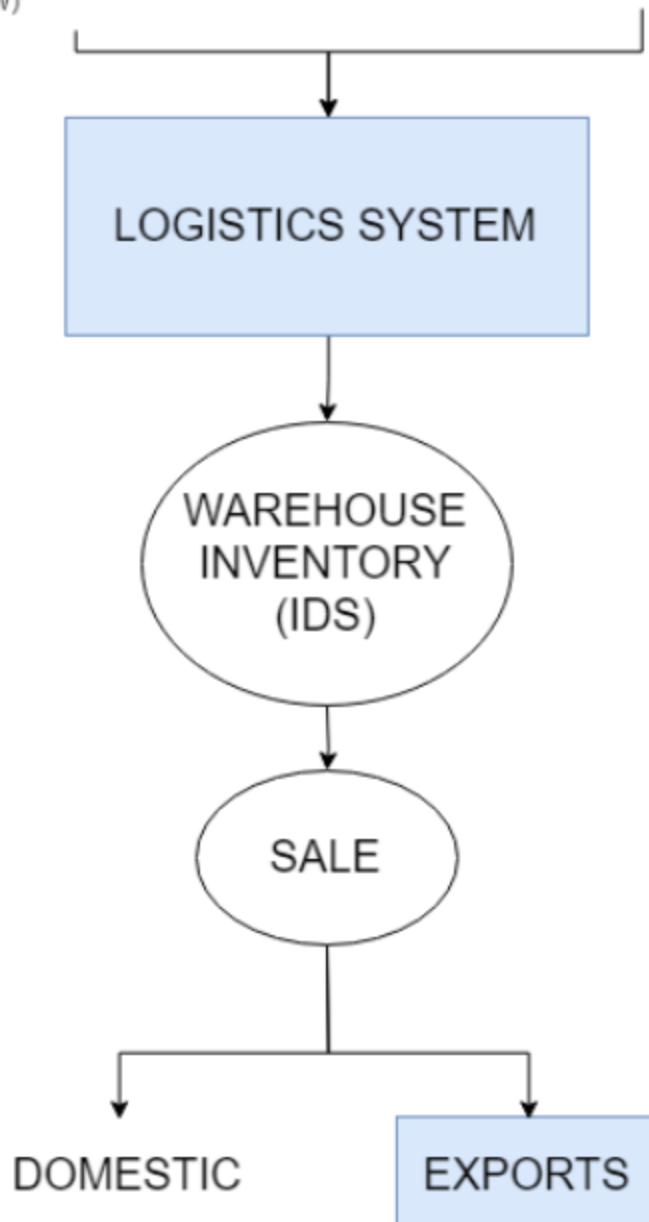 LOGISTICS SYSTEM
WAREHOUSE
INVENTORY
(IDS)
SALE
DOMESTIC
EXPORTS